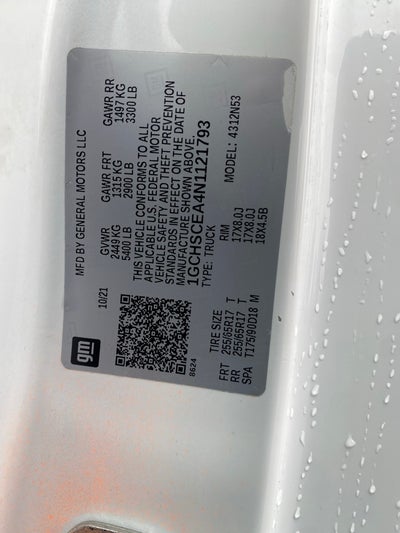 gm
MFD BY GENERAL MOTORS LLC
10/21
GVWR GAWR FRT GAWR RR
2449 KG 1315 KG 1497 KG
5400 LB 2900 LB 3300 LB
THIS VEHICLE CONFORMS TO ALL
APPLICABLE U.S. FEDERAL MOTOR
VEHICLE SAFETY AND THEFT PREVENTION
STANDARDS IN EFFECT ON THE DATE OF
MANUFACTURE SHOWN ABOVE.
1GCHSCEA4N1121793
TYPE: TRUCK MODEL: 4312N53
8624
TIRE SIZE RIM
FRT 255/65R17 T 17X8.0J
RR 255/65R17 T 17X8.0J
SPA T175/90D18 M 18X4.5B